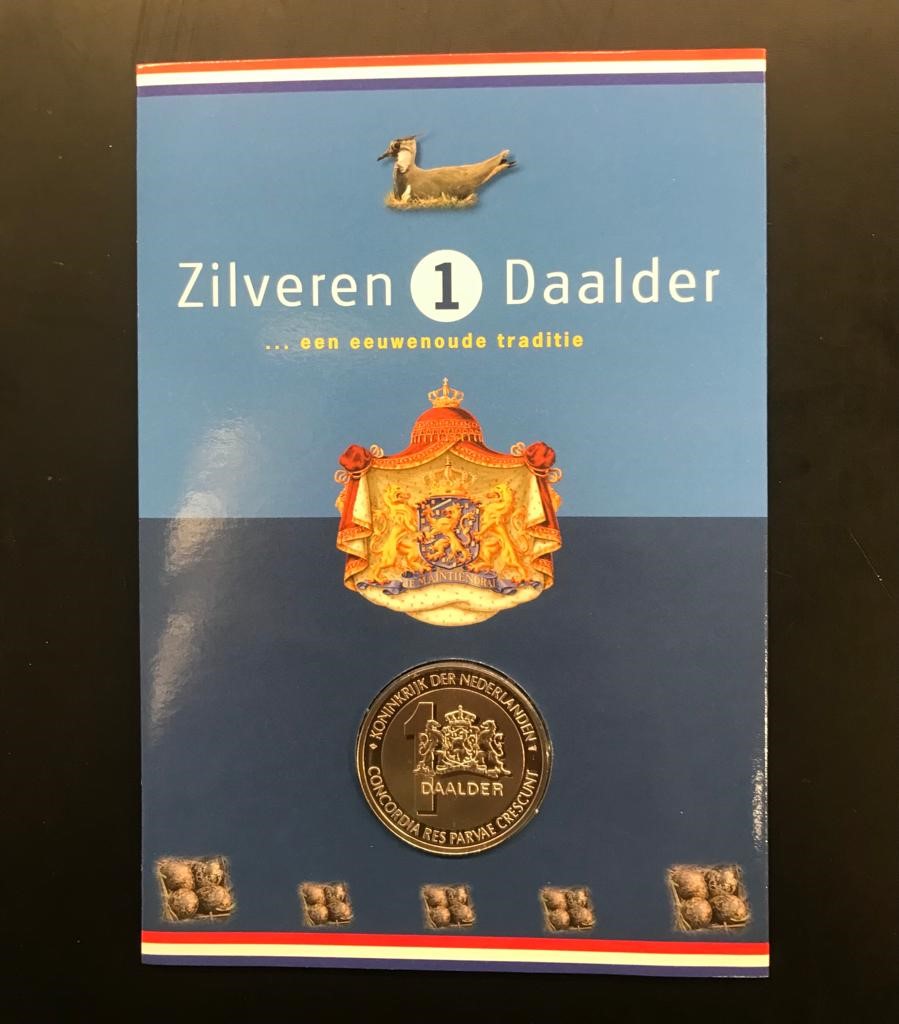 Zilveren 1 Daalder
... een eeuwenoude traditie
JE MAINTIENDRAI
KONINKRIJK DER NEDERLANDEN
1
DAALDER
CONCORDIA RES PARVAE CRESCUNT